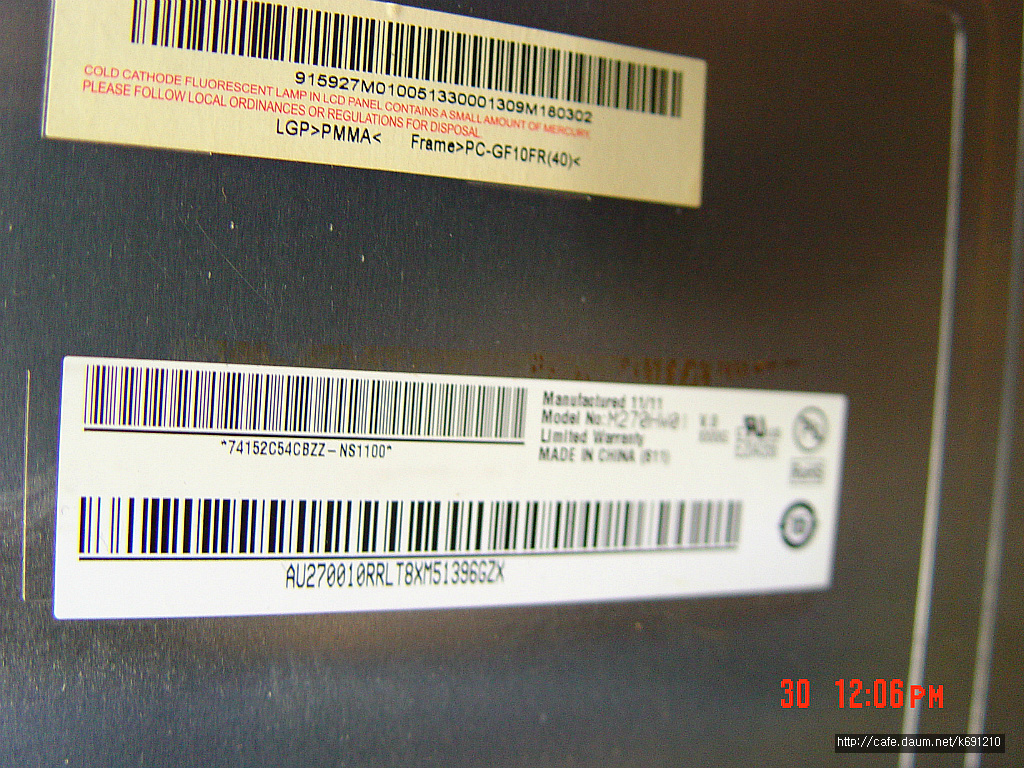 915927M010051330001309M180302
COLD CATHODE FLUORESCENT LAMP IN LCD PANEL CONTAINS A SMALL AMOUNT OF MERCURY.
PLEASE FOLLOW LOCAL ORDINANCES OR REGULATIONS FOR DISPOSAL
LGP>PMMA< Frame>PC-GF10FR(40)<
*74152C54CBZZ-NS1100*
Manufactured 11/11
Model No:M270HW01
Limited Warranty
MADE IN CHINA (B11)
RoHS
AU270010RRLT8XM51396GZX
30 12:06PM
http://cafe.daum.net/k691210